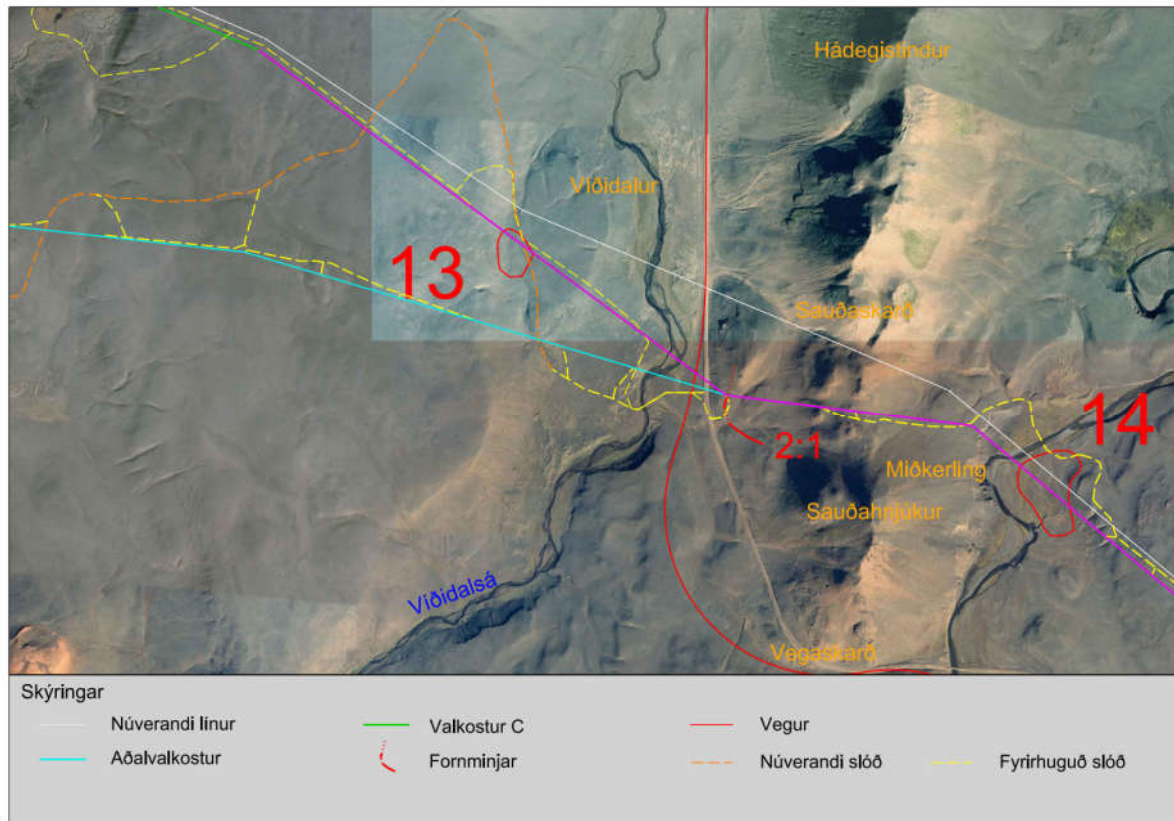 Hádegistindur
Víðidalur
13
Sauðaskarð
14
2:1
Miðkerling
Sauðahnjúkur
Víðidalsá
Vegaskarð
Skýringar
Núverandi línur
Valkostur C
Vegur
Aðalvalkostur
Fornminjar
Núverandi slóð
Fyrirhuguð slóð